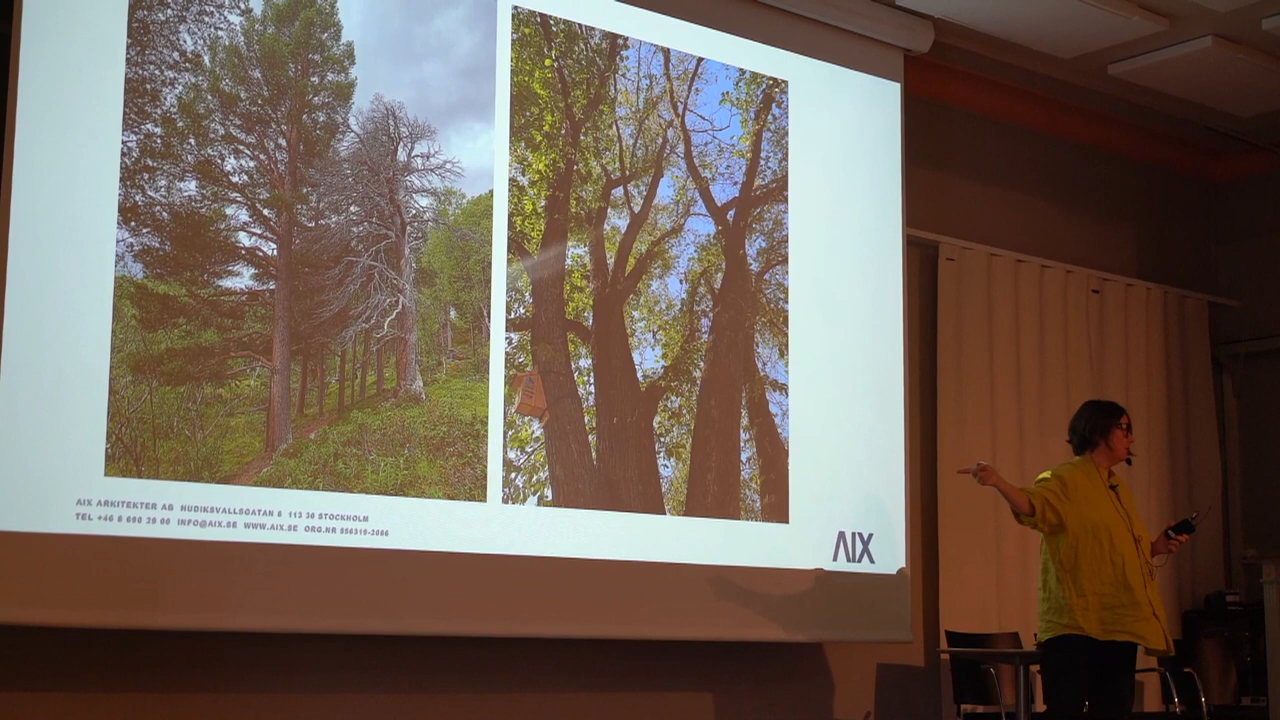 AIX ARKITEKTER AB HUDIKSVALLSGATAN 8 113 30 STOCKHOLM
TEL +46 8 690 29 00 INFO@AIX.SE WWW.AIX.SE ORG.NR 556319-2086
AIX